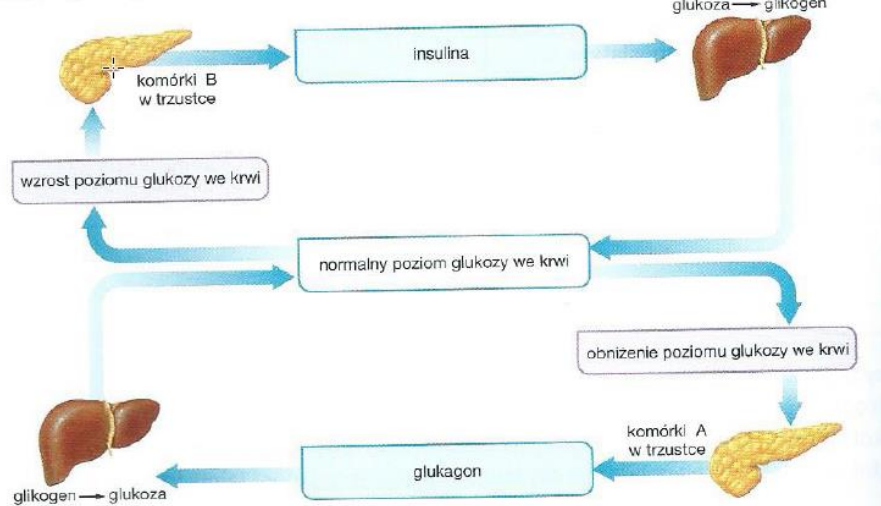 glukoza → glikogen
insulina
komórki B
w trzustce
wzrost poziomu glukozy we krwi
normalny poziom glukozy we krwi
obniżenie poziomu glukozy we krwi
komórki A
w trzustce
glukagon
glikogen → glukoza